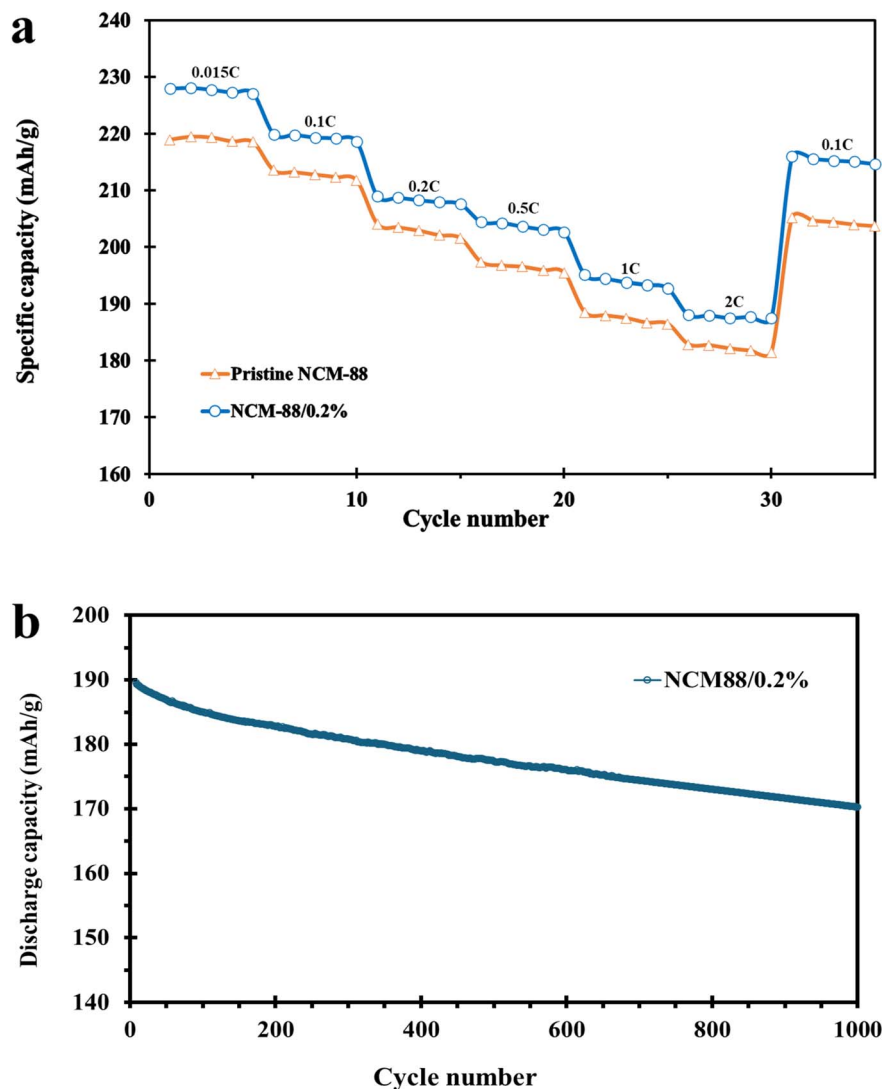 a
240
230
220
210
200
190
180
170
160
0
10
20
30
Specific capacity (mAh/g)
Cycle number
0.015C
0.1C
0.2C
0.5C
1C
2C
0.1C
Pristine NCM-88
NCM-88/0.2%
b
200
190
180
170
160
150
140
0
200
400
600
800
1000
Discharge capacity (mAh/g)
Cycle number
NCM88/0.2%